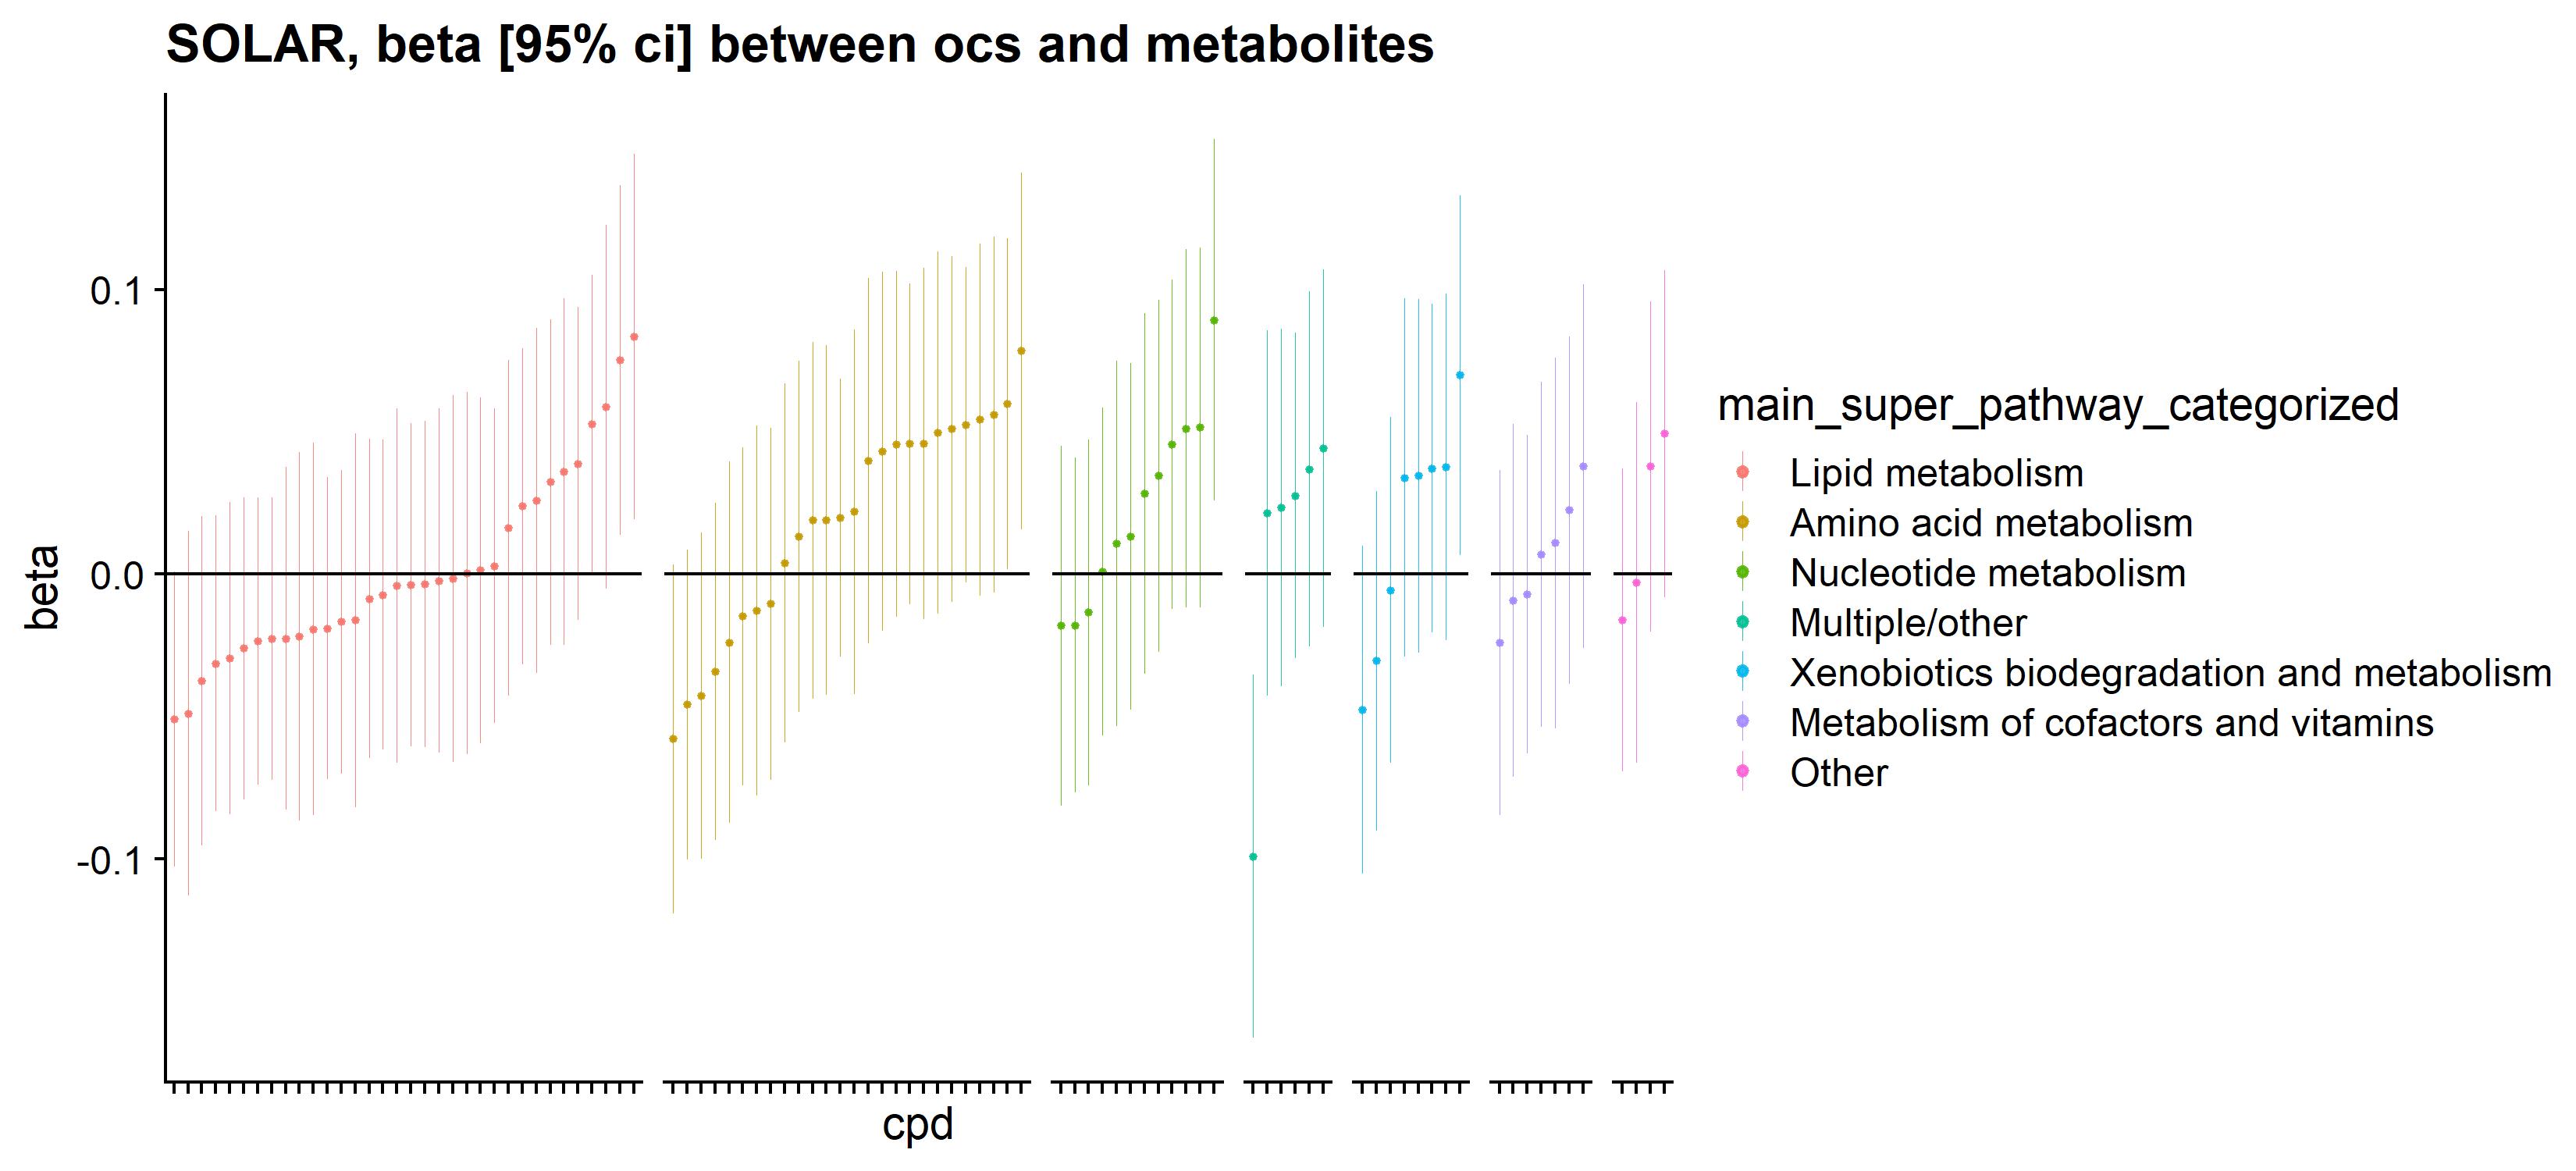 SOLAR, beta [95% ci] between ocs and metabolites
0.1
0.0
-0.1
beta
cpd
main_super_pathway_categorized
Lipid metabolism
Amino acid metabolism
Nucleotide metabolism
Multiple/other
Xenobiotics biodegradation and metabolism
Metabolism of cofactors and vitamins
Other